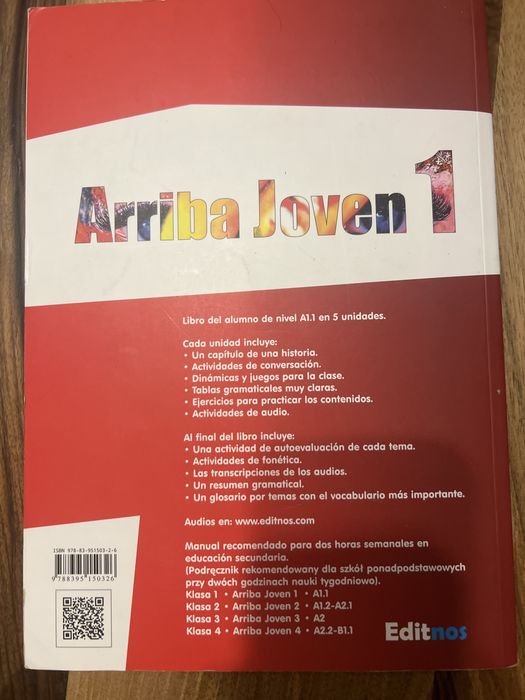 Arriba Joven 1
Libro del alumno de nivel A1.1 en 5 unidades.
Cada unidad incluye:
• Un capítulo de una historia.
• Actividades de conversación.
• Dinámicas y juegos para la clase.
• Tablas gramaticales muy claras.
• Ejercicios para practicar los contenidos.
• Actividades de audio.
Al final del libro incluye:
• Una actividad de autoevaluación de cada tema.
• Actividades de fonética.
• Las transcripciones de los audios.
• Un resumen gramatical.
• Un glosario por temas con el vocabulario más importante.
Audios en: www.editnos.com
Manual recomendado para dos horas semanales en
educación secundaria.
(Podręcznik rekomendowany dla szkół ponadpodstawowych
przy dwóch godzinach nauki tygodniowo).
Klasa 1 • Arriba Joven 1 • A1.1
Klasa 2 • Arriba Joven 2 • A1.2-A2.1
Klasa 3 • Arriba Joven 3 • A2
Klasa 4 • Arriba Joven 4 • A2.2-B1.1
ISBN 978-83-951503-2-6
9788395150326
Editnos